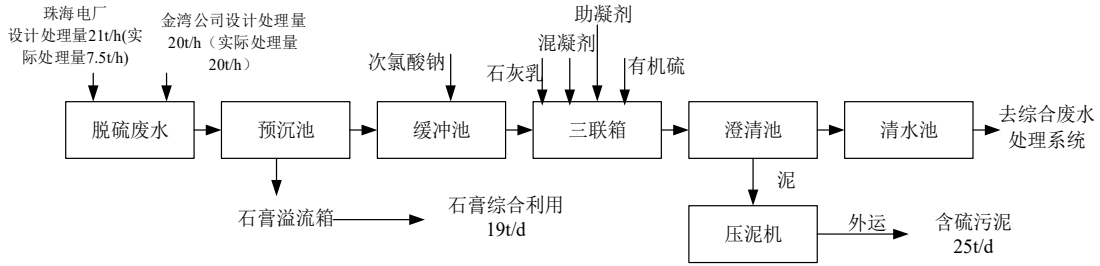 珠海电厂
设计处理量21t/h(实
际处理量7.5t/h)
金湾公司设计处理量
20t/h（实际处理量
20t/h）
次氯酸钠
石灰乳
混凝剂
助凝剂
有机硫
脱硫废水
预沉池
缓冲池
三联箱
澄清池
清水池
去综合废水
处理系统
石膏溢流箱
石膏综合利用
19t/d
泥
压泥机
外运
含硫污泥
25t/d